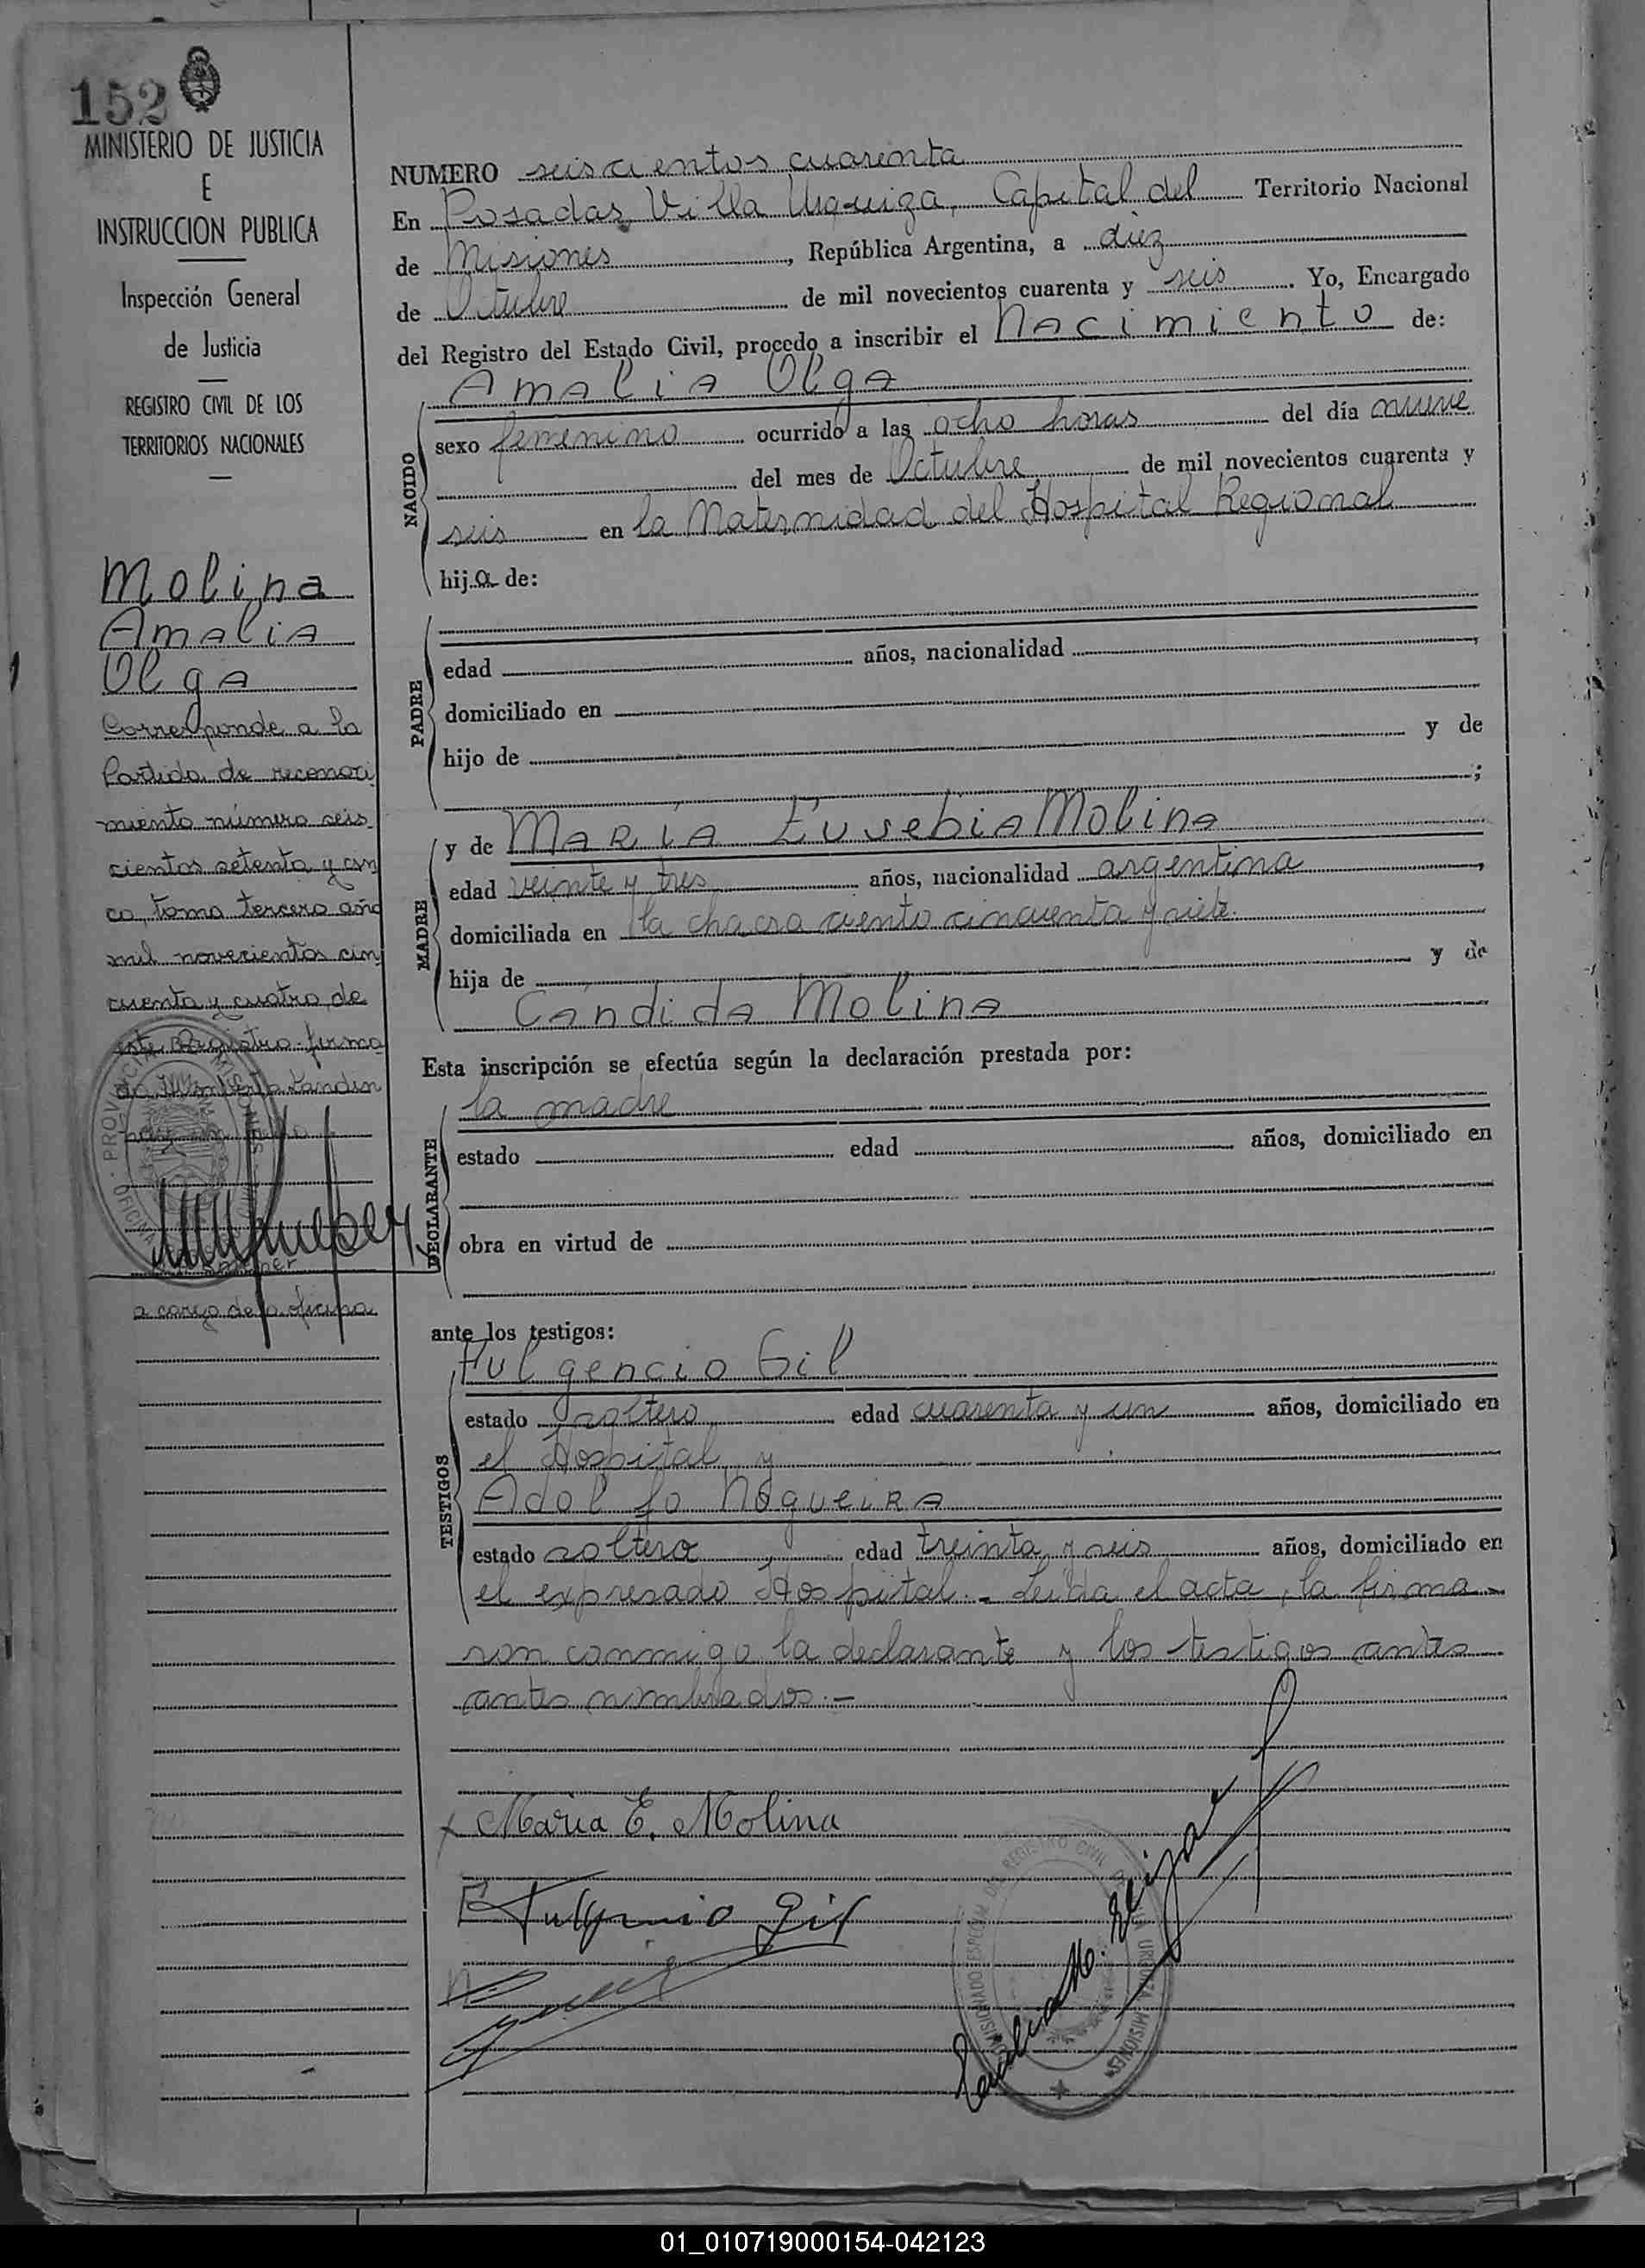 152
MINISTERIO DE JUSTICIA
E
INSTRUCCION PUBLICA
Inspección General
de Justicia
REGISTRO CIVIL DE LOS
TERRITORIOS NACIONALES
Molina
Amalia
Olga
Corresponde a la
Partida de reconoci
miento número seis
cientos setenta y cin
co, tomo tercero año
mil novecientos cin
cuenta y cuatro de
este Registro firma
a cargo de la oficina
NUMERO seiscientos cuarenta
En Posadas, Villa Urquiza, Capital del Territorio Nacional
de Misiones, República Argentina, a diez
de Octubre de mil novecientos cuarenta y seis. Yo, Encargado
del Registro del Estado Civil, procedo a inscribir el Nacimiento de:
NACIDO
Amalia Olga
sexo femenino ocurrido a las ocho horas del día nueve
del mes de Octubre de mil novecientos cuarenta y
seis en la Maternidad del Hospital Regional
hija de:
PADRE
edad años, nacionalidad ,
domiciliado en
hijo de y de
;
MADRE
y de María Eusebia Molina
edad veinte y tres años, nacionalidad argentina,
domiciliada en la chacra ciento cincuenta y siete.
hija de y de
Cándida Molina
Esta inscripción se efectúa según la declaración prestada por:
DECLARANTE
la madre
estado edad años, domiciliado en
obra en virtud de
ante los testigos:
TESTIGOS
Fulgencio Gil
estado soltero, edad cuarenta y un años, domiciliado en
el Hospital y
Adolfo Nogueira
estado soltero, edad treinta y seis años, domiciliado en
el expresado Hospital.- Leída el acta, la firma-
ron conmigo la declarante y los testigos antes
antes nombrados.-
x Maria E. Molina
Fulgencio Gil
01_010719000154-042123